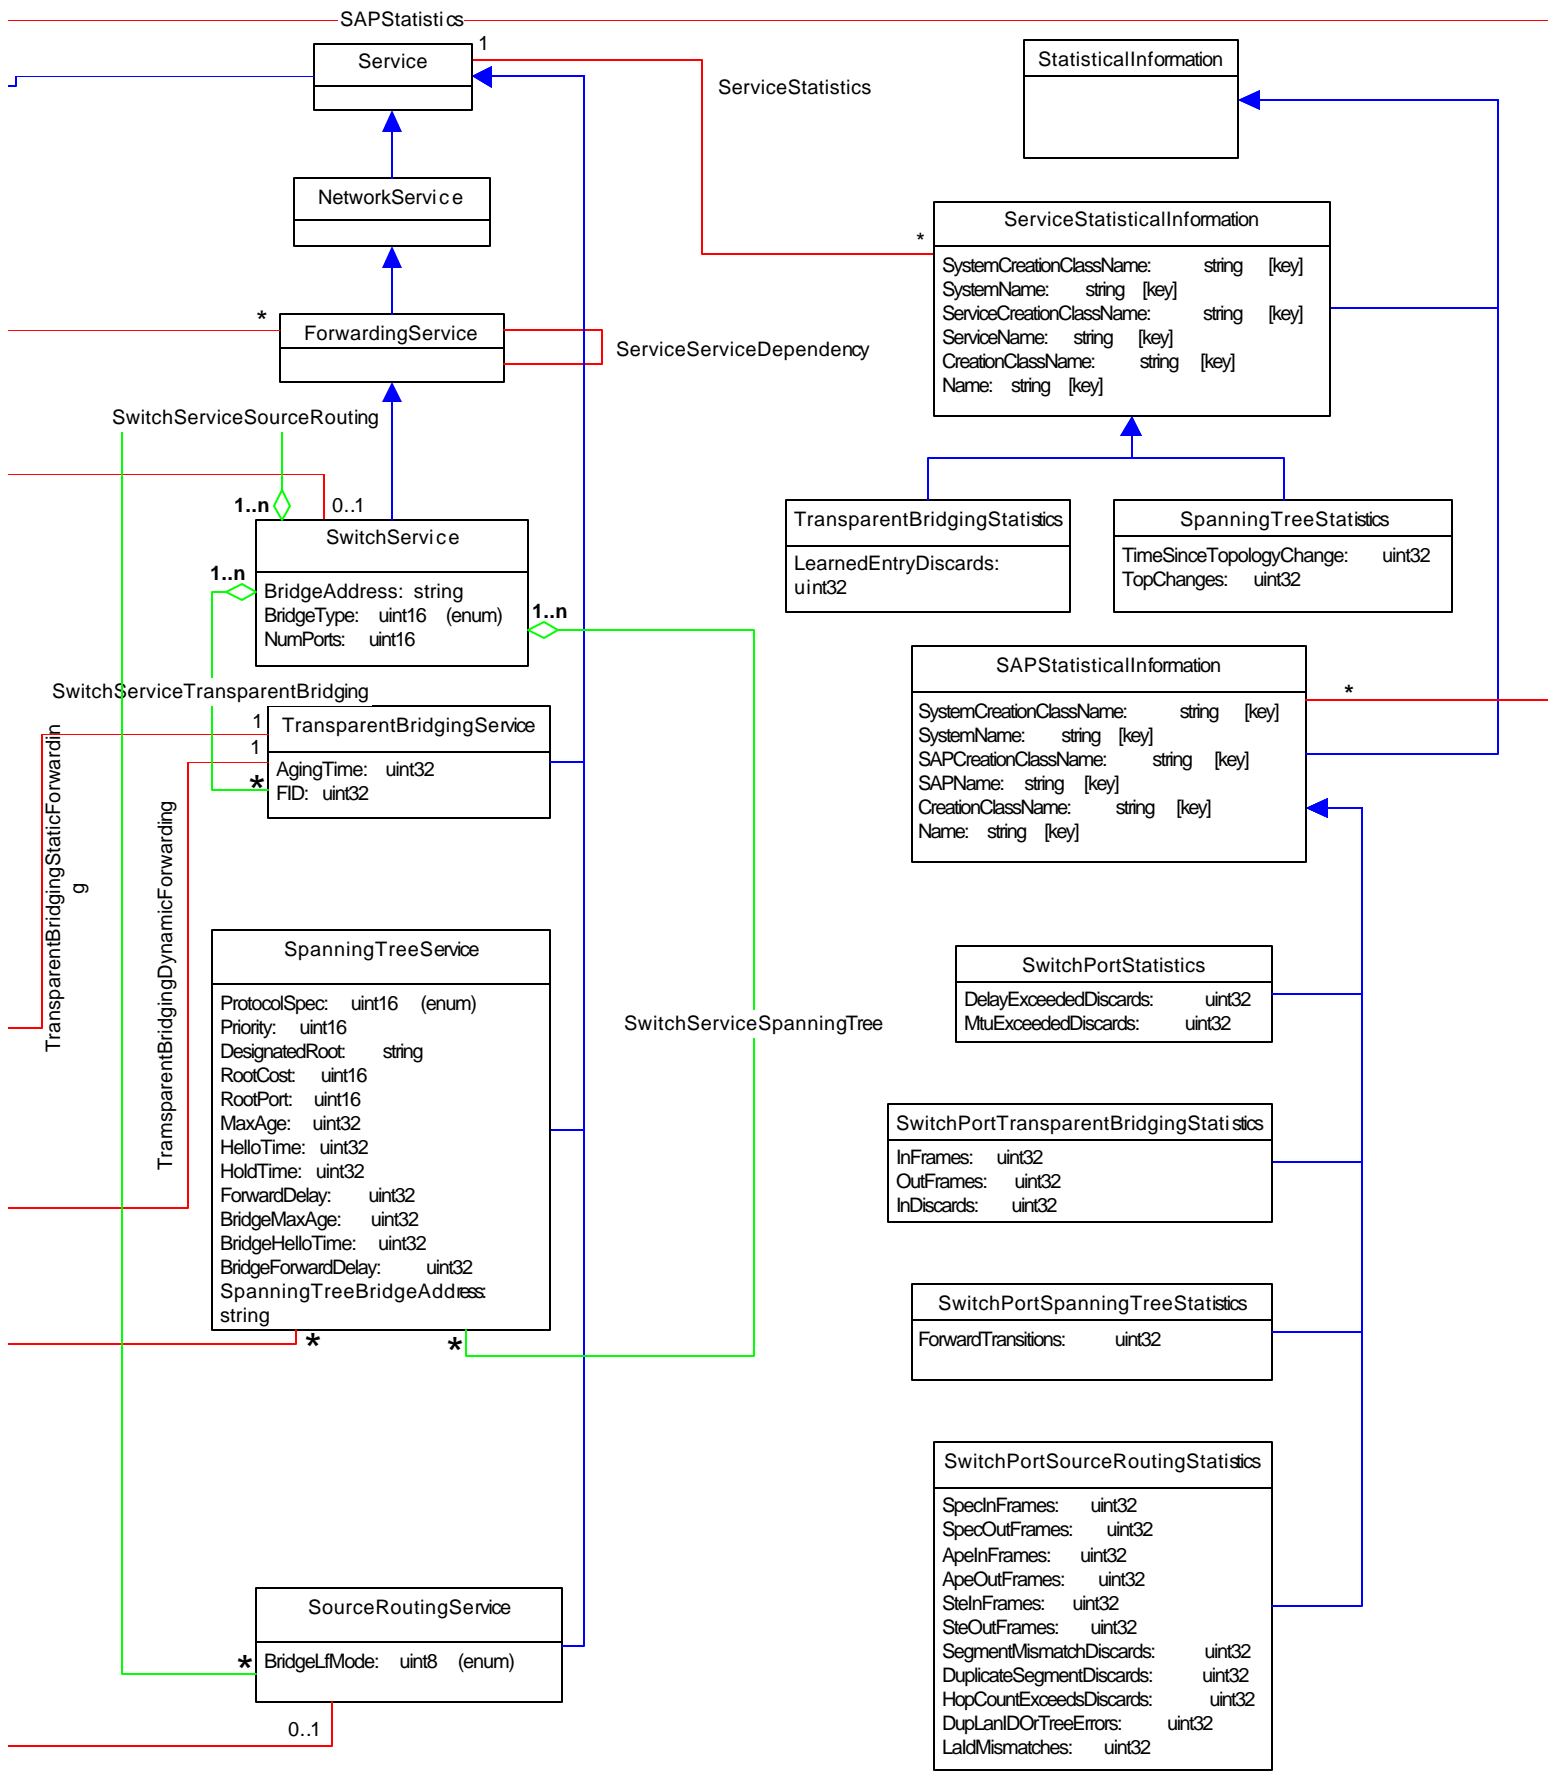 SAPStatistics
Service
1
ServiceStatistics
StatisticalInformation
NetworkService
ServiceStatisticalInformation
*
SystemCreationClassName: string [key]
SystemName: string [key]
ServiceCreationClassName: string [key]
ServiceName: string [key]
CreationClassName: string [key]
Name: string [key]
*
ForwardingService
ServiceServiceDependency
SwitchServiceSourceRouting
1..n
0..1
SwitchService
1..n
BridgeAddress: string
BridgeType: uint16 (enum)
NumPorts: uint16
1..n
TransparentBridgingStatistics
LearnedEntryDiscards:
uint32
SpanningTreeStatistics
TimeSinceTopologyChange: uint32
TopChanges: uint32
SwitchServiceTransparentBridging
1
TransparentBridgingService
1
AgingTime: uint32
*
FID: uint32
SAPStatisticalInformation
*
SystemCreationClassName: string [key]
SystemName: string [key]
SAPCreationClassName: string [key]
SAPName: string [key]
CreationClassName: string [key]
Name: string [key]
TransparentBridgingStaticForwardin
g
TramsparentBridgingDynamicForwarding
SpanningTreeService
ProtocolSpec: uint16 (enum)
Priority: uint16
DesignatedRoot: string
RootCost: uint16
RootPort: uint16
MaxAge: uint32
HelloTime: uint32
HoldTime: uint32
ForwardDelay: uint32
BridgeMaxAge: uint32
BridgeHelloTime: uint32
BridgeForwardDelay: uint32
SpanningTreeBridgeAddress:
string
*
*
SwitchServiceSpanningTree
SwitchPortStatistics
DelayExceededDiscards: uint32
MtuExceededDiscards: uint32
SwitchPortTransparentBridgingStatistics
InFrames: uint32
OutFrames: uint32
InDiscards: uint32
SwitchPortSpanningTreeStatistics
ForwardTransitions: uint32
SwitchPortSourceRoutingStatistics
SpecInFrames: uint32
SpecOutFrames: uint32
ApeInFrames: uint32
ApeOutFrames: uint32
SteInFrames: uint32
SteOutFrames: uint32
SegmentMismatchDiscards: uint32
DuplicateSegmentDiscards: uint32
HopCountExceedsDiscards: uint32
DupLanIDOrTreeErrors: uint32
LaIdMismatches: uint32
SourceRoutingService
*
BridgeLfMode: uint8 (enum)
0..1